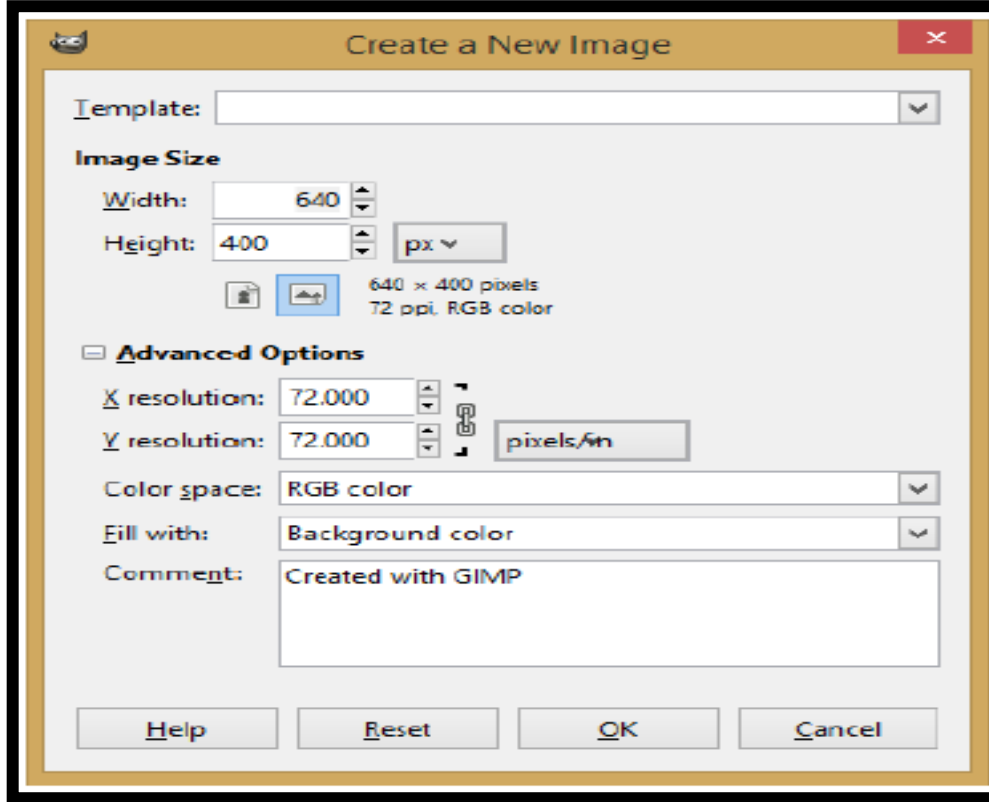 Create a New Image
Template:
Image Size
Width: 640
Height: 400 px
640 × 400 pixels
72 ppi, RGB color
Advanced Options
X resolution: 72.000
Y resolution: 72.000 pixels/in
Color space: RGB color
Fill with: Background color
Comment: Created with GIMP
Help Reset OK Cancel